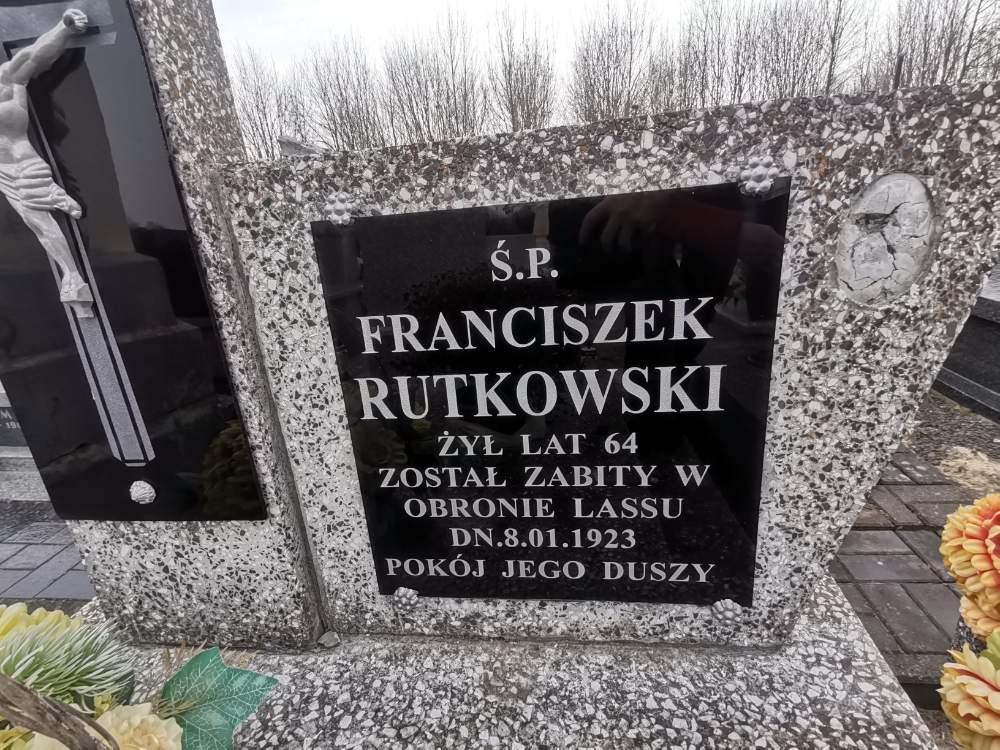 Ś.P.
FRANCISZEK
RUTKOWSKI
ŻYŁ LAT 64
ZOSTAŁ ZABITY W
OBRONIE LASSU
DN.8.01.1923
POKÓJ JEGO DUSZY